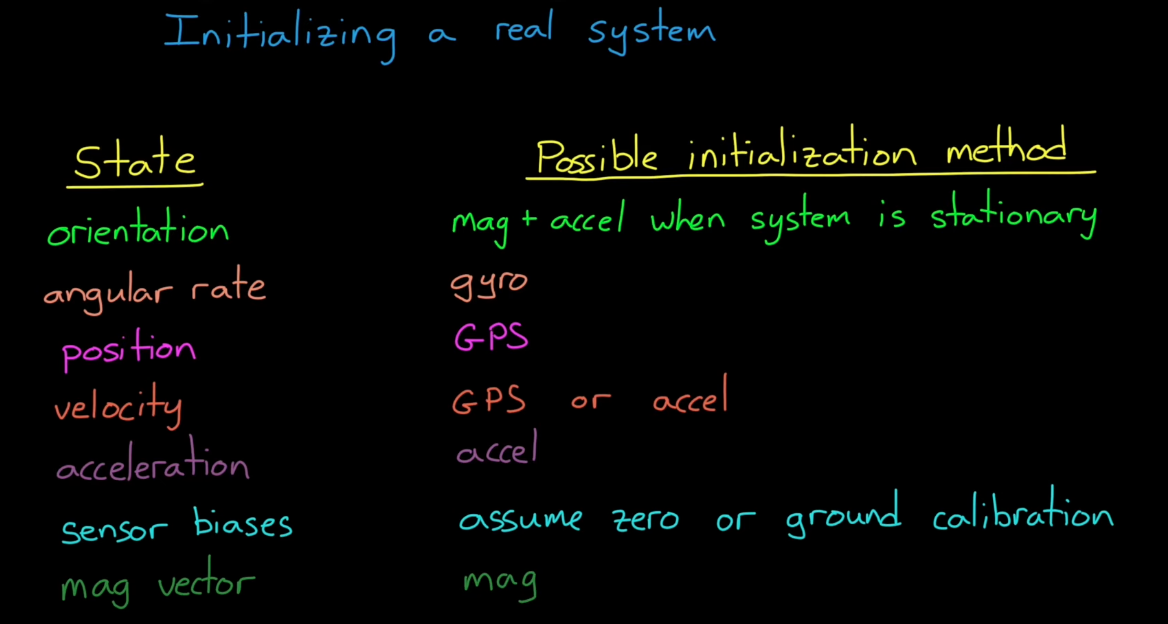 Initializing a real system
State Possible initialization method
orientation mag + accel when system is stationary
angular rate gyro
position GPS
velocity GPS or accel
acceleration accel
sensor biases assume zero or ground calibration
mag vector mag